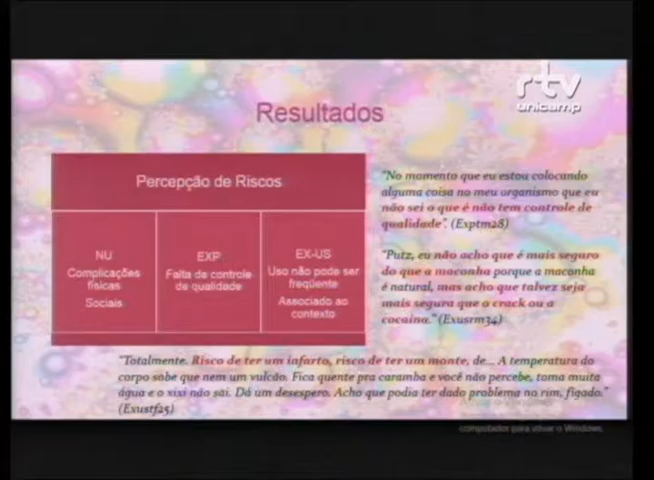 rtv
unicamp
Resultados
Percepção de Riscos
NU
Complicações
físicas
Sociais
EXP
Falta de controle
de qualidade
EX-US
Uso não pode ser
freqüente
Associado ao
contexto
"No momento que eu estou colocando
alguma coisa no meu organismo que eu
não sei o que é não tem controle de
qualidade". (Exptm28)
"Putz, eu não acho que é mais seguro
do que a maconha porque a maconha
é natural, mas acho que talvez seja
mais segura que o crack ou a
cocaína." (Exusrm34)
"Totalmente. Risco de ter um infarto, risco de ter um monte, de... A temperatura do
corpo sobe que nem um vulcão. Fica quente pra caramba e você não percebe, toma muita
água e o xixi não sai. Dá um desespero. Acho que podia ter dado problema no rim, fígado."
(Exustf25)
computador para ativar o Windows.